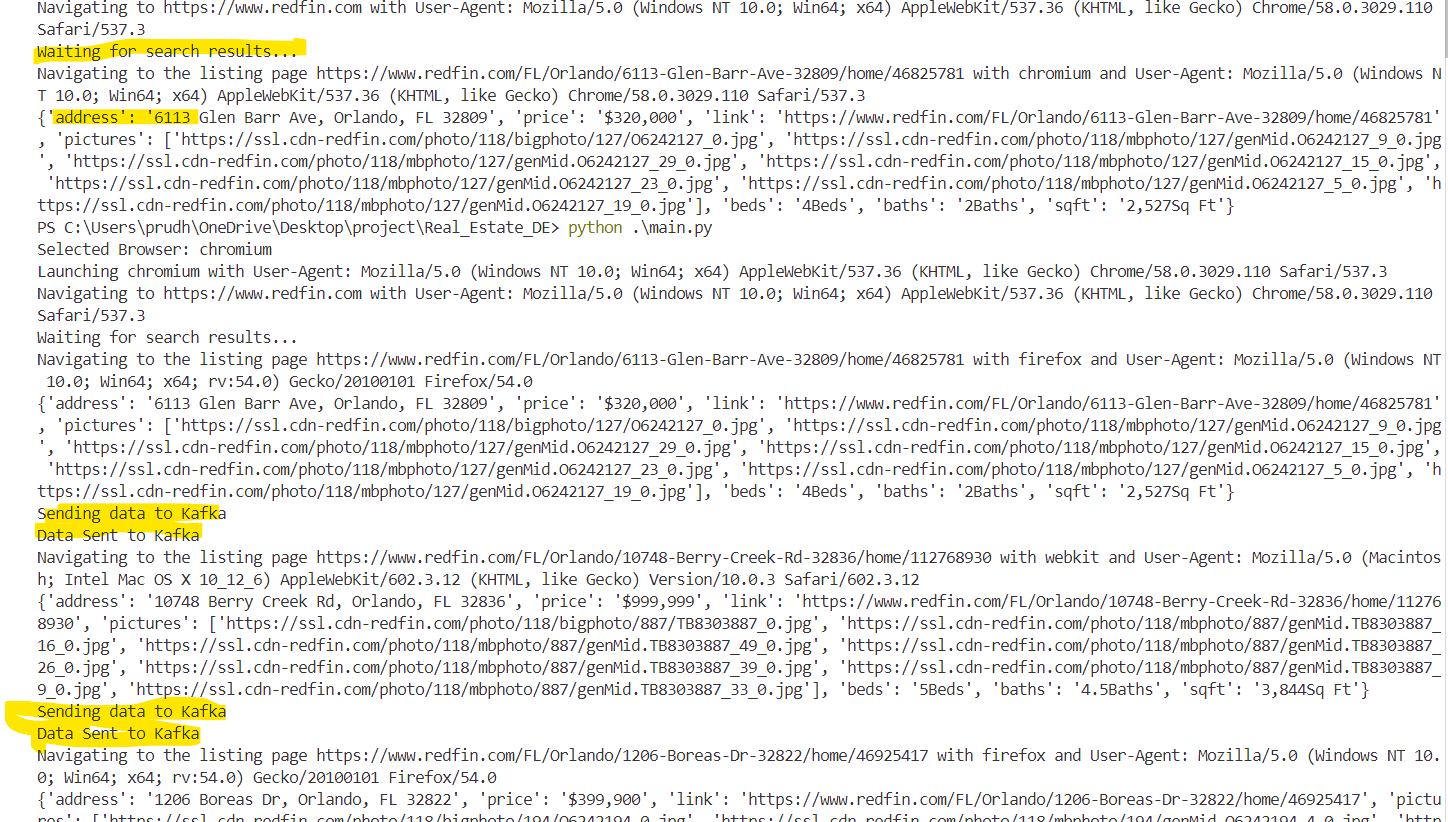 Navigating to https://www.redfin.com with User-Agent: Mozilla/5.0 (Windows NT 10.0; Win64; x64) AppleWebKit/537.36 (KHTML, like Gecko) Chrome/58.0.3029.110
Safari/537.3
Waiting for search results...
Navigating to the listing page https://www.redfin.com/FL/Orlando/6113-Glen-Barr-Ave-32809/home/46825781 with chromium and User-Agent: Mozilla/5.0 (Windows N
T 10.0; Win64; x64) AppleWebKit/537.36 (KHTML, like Gecko) Chrome/58.0.3029.110 Safari/537.3
{'address': '6113 Glen Barr Ave, Orlando, FL 32809', 'price': '$320,000', 'link': 'https://www.redfin.com/FL/Orlando/6113-Glen-Barr-Ave-32809/home/46825781'
, 'pictures': ['https://ssl.cdn-redfin.com/photo/118/bigphoto/127/O6242127_0.jpg', 'https://ssl.cdn-redfin.com/photo/118/mbphoto/127/genMid.O6242127_9_0.jpg
', 'https://ssl.cdn-redfin.com/photo/118/mbphoto/127/genMid.O6242127_29_0.jpg', 'https://ssl.cdn-redfin.com/photo/118/mbphoto/127/genMid.O6242127_15_0.jpg',
 'https://ssl.cdn-redfin.com/photo/118/mbphoto/127/genMid.O6242127_23_0.jpg', 'https://ssl.cdn-redfin.com/photo/118/mbphoto/127/genMid.O6242127_5_0.jpg', 'h
ttps://ssl.cdn-redfin.com/photo/118/mbphoto/127/genMid.O6242127_19_0.jpg'], 'beds': '4Beds', 'baths': '2Baths', 'sqft': '2,527Sq Ft'}
PS C:\Users\prudh\OneDrive\Desktop\project\Real_Estate_DE> python .\main.py
Selected Browser: chromium
Launching chromium with User-Agent: Mozilla/5.0 (Windows NT 10.0; Win64; x64) AppleWebKit/537.36 (KHTML, like Gecko) Chrome/58.0.3029.110 Safari/537.3
Navigating to https://www.redfin.com with User-Agent: Mozilla/5.0 (Windows NT 10.0; Win64; x64) AppleWebKit/537.36 (KHTML, like Gecko) Chrome/58.0.3029.110
Safari/537.3
Waiting for search results...
Navigating to the listing page https://www.redfin.com/FL/Orlando/6113-Glen-Barr-Ave-32809/home/46825781 with firefox and User-Agent: Mozilla/5.0 (Windows NT
 10.0; Win64; x64; rv:54.0) Gecko/20100101 Firefox/54.0
{'address': '6113 Glen Barr Ave, Orlando, FL 32809', 'price': '$320,000', 'link': 'https://www.redfin.com/FL/Orlando/6113-Glen-Barr-Ave-32809/home/46825781'
, 'pictures': ['https://ssl.cdn-redfin.com/photo/118/bigphoto/127/O6242127_0.jpg', 'https://ssl.cdn-redfin.com/photo/118/mbphoto/127/genMid.O6242127_9_0.jpg
', 'https://ssl.cdn-redfin.com/photo/118/mbphoto/127/genMid.O6242127_29_0.jpg', 'https://ssl.cdn-redfin.com/photo/118/mbphoto/127/genMid.O6242127_15_0.jpg',
 'https://ssl.cdn-redfin.com/photo/118/mbphoto/127/genMid.O6242127_23_0.jpg', 'https://ssl.cdn-redfin.com/photo/118/mbphoto/127/genMid.O6242127_5_0.jpg', 'h
ttps://ssl.cdn-redfin.com/photo/118/mbphoto/127/genMid.O6242127_19_0.jpg'], 'beds': '4Beds', 'baths': '2Baths', 'sqft': '2,527Sq Ft'}
Sending data to Kafka
Data Sent to Kafka
Navigating to the listing page https://www.redfin.com/FL/Orlando/10748-Berry-Creek-Rd-32836/home/112768930 with webkit and User-Agent: Mozilla/5.0 (Macintos
h; Intel Mac OS X 10_12_6) AppleWebKit/602.3.12 (KHTML, like Gecko) Version/10.0.3 Safari/602.3.12
{'address': '10748 Berry Creek Rd, Orlando, FL 32836', 'price': '$999,999', 'link': 'https://www.redfin.com/FL/Orlando/10748-Berry-Creek-Rd-32836/home/11276
8930', 'pictures': ['https://ssl.cdn-redfin.com/photo/118/bigphoto/887/TB8303887_0.jpg', 'https://ssl.cdn-redfin.com/photo/118/mbphoto/887/genMid.TB8303887_
16_0.jpg', 'https://ssl.cdn-redfin.com/photo/118/mbphoto/887/genMid.TB8303887_49_0.jpg', 'https://ssl.cdn-redfin.com/photo/118/mbphoto/887/genMid.TB8303887_
26_0.jpg', 'https://ssl.cdn-redfin.com/photo/118/mbphoto/887/genMid.TB8303887_39_0.jpg', 'https://ssl.cdn-redfin.com/photo/118/mbphoto/887/genMid.TB8303887_
9_0.jpg', 'https://ssl.cdn-redfin.com/photo/118/mbphoto/887/genMid.TB8303887_33_0.jpg'], 'beds': '5Beds', 'baths': '4.5Baths', 'sqft': '3,844Sq Ft'}
Sending data to Kafka
Data Sent to Kafka
Navigating to the listing page https://www.redfin.com/FL/Orlando/1206-Boreas-Dr-32822/home/46925417 with firefox and User-Agent: Mozilla/5.0 (Windows NT 10.
0; Win64; x64; rv:54.0) Gecko/20100101 Firefox/54.0
{'address': '1206 Boreas Dr, Orlando, FL 32822', 'price': '$399,900', 'link': 'https://www.redfin.com/FL/Orlando/1206-Boreas-Dr-32822/home/46925417', 'pictu
res': ['https://ssl.cdn-redfin.com/photo/118/bigphoto/194/O6242194_0.jpg', 'https://ssl.cdn-redfin.com/photo/118/mbphoto/194/genMid.O6242194_4_0.jpg', 'http